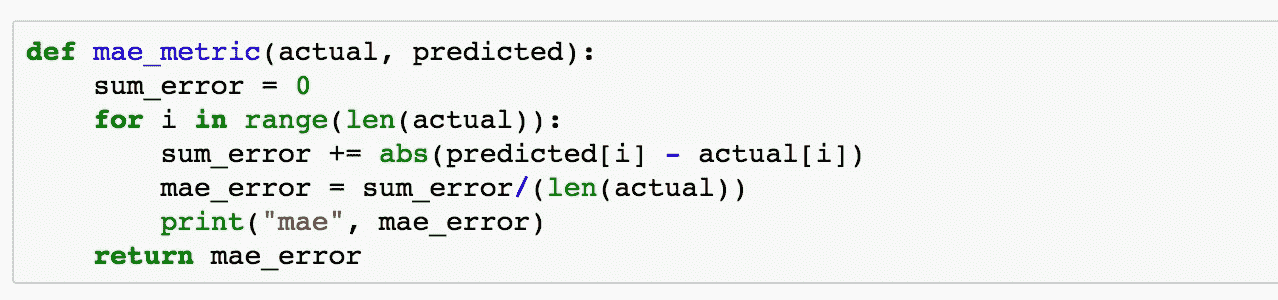 def mae_metric(actual, predicted):
    sum_error = 0
    for i in range(len(actual)):
        sum_error += abs(predicted[i] - actual[i])
        mae_error = sum_error/(len(actual))
        print("mae", mae_error)
    return mae_error